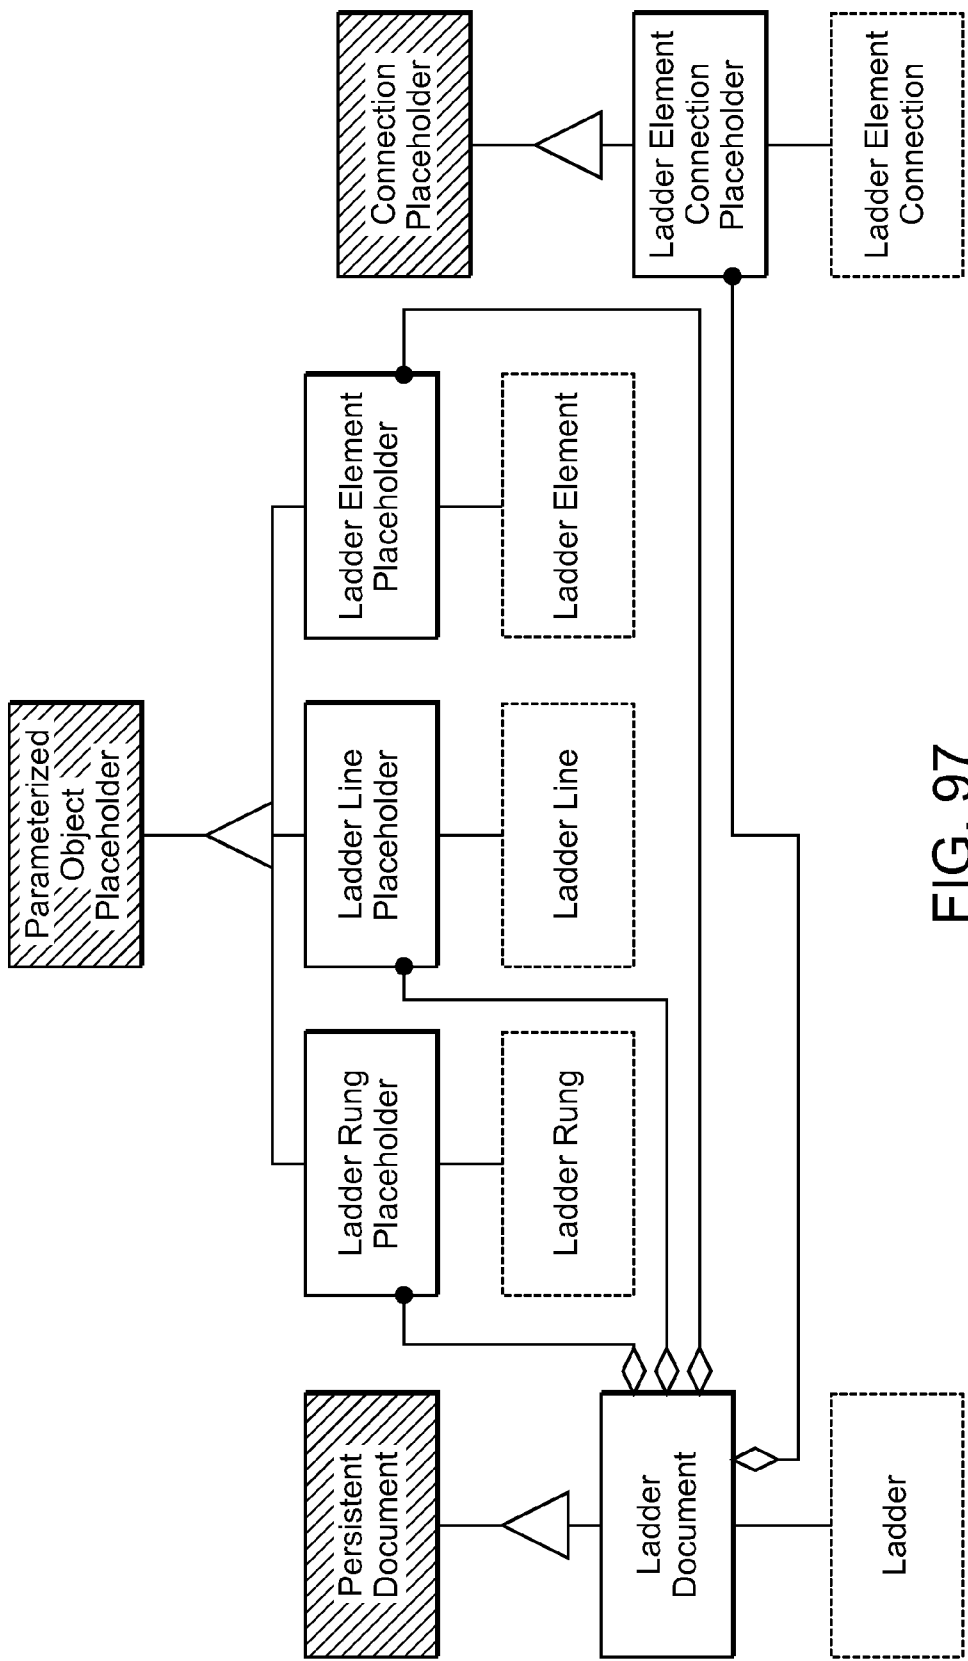 Parameterized
Object
Placeholder
Persistent
Document
Ladder Rung
Placeholder
Ladder Line
Placeholder
Ladder Element
Placeholder
Connection
Placeholder
Ladder
Document
Ladder Rung
Ladder Line
Ladder Element
Ladder Element
Connection
Placeholder
Ladder
Ladder Element
Connection
FIG. 97